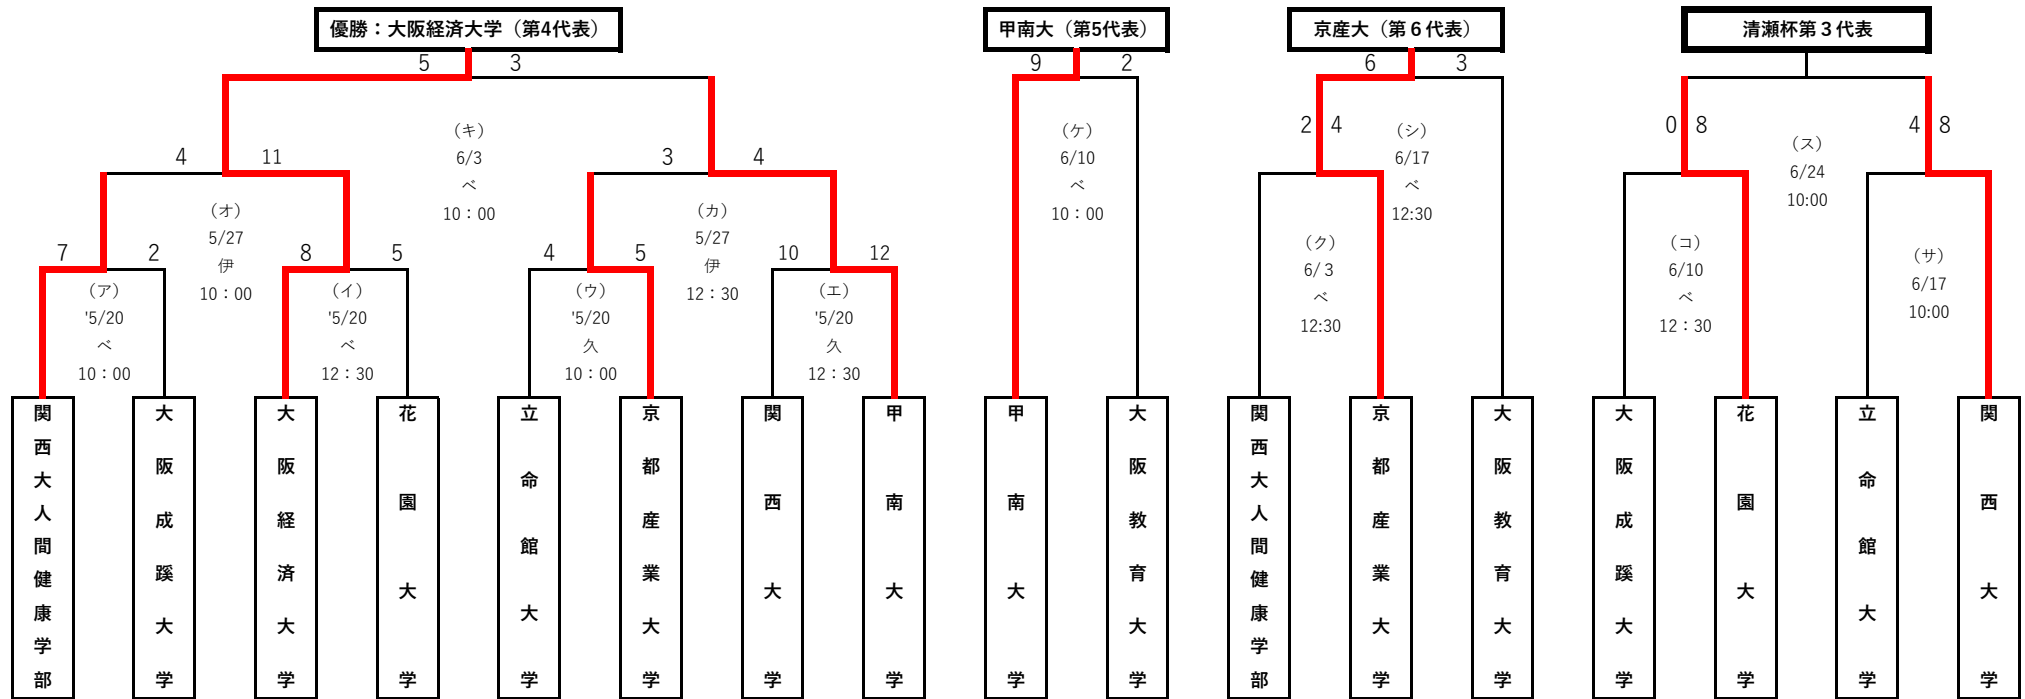 優勝：大阪経済大学（第4代表）
甲南大（第5代表）
京産大（第６代表）
清瀬杯第３代表
5 3
9 2
6 3
4 11
（キ）
6/3
べ
10：00
3 4
（ケ）
6/10
べ
10：00
2 4
（シ）
6/17
べ
12:30
0 8
（ス）
6/24
10:00
4 8
（オ）
5/27
伊
10：00
（カ）
5/27
伊
12：30
（ク）
6/３
べ
12:30
（コ）
6/10
べ
12：30
（サ）
6/17
10:00
7 2
8 5
4 5
10 12
（ア）
'5/20
べ
10：00
（イ）
'5/20
べ
12：30
（ウ）
'5/20
久
10：00
（エ）
'5/20
久
12：30
関西大人間健康学部
大阪成蹊大学
大阪経済大学
花園大学
立命館大学
京都産業大学
関西大学
甲南大学
甲南大学
大阪教育大学
関西大人間健康学部
京都産業大学
大阪教育大学
大阪成蹊大学
花園大学
立命館大学
関西大学